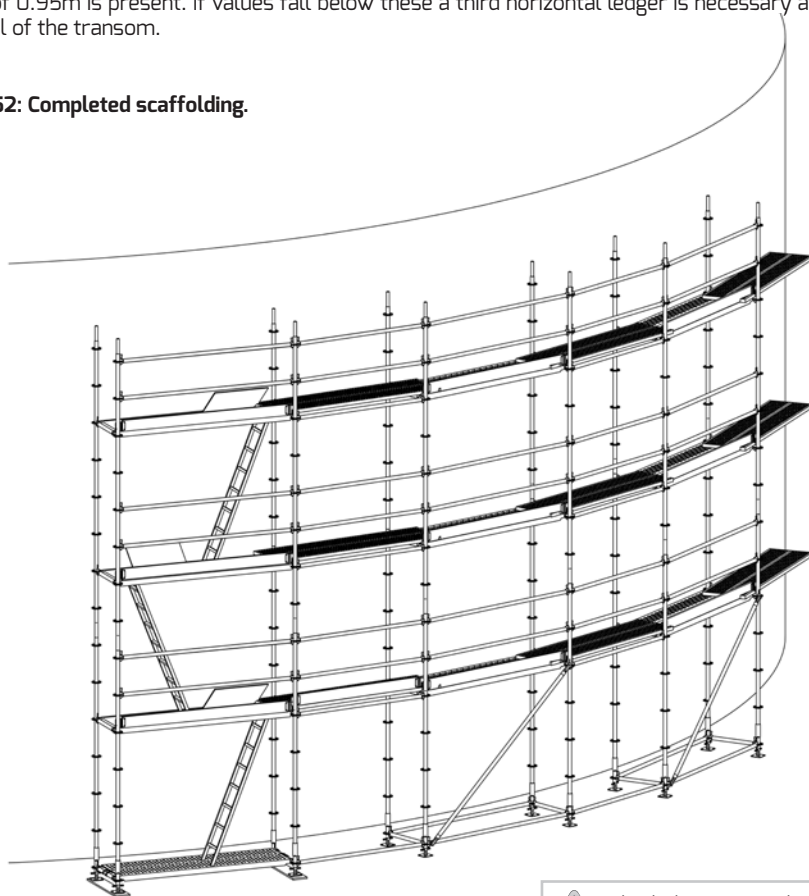 of 0.95m is present. If values fall below these a third horizontal ledger is necessary a
l of the transom.
52: Completed scaffolding.